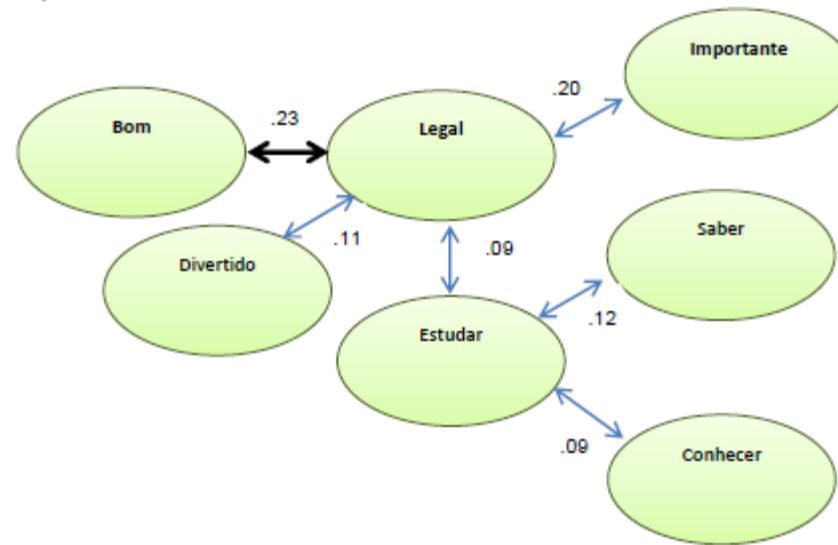 Importante
.20
Bom
.23
Legal
Divertido
.11
.09
Saber
Estudar
.12
.09
Conhecer